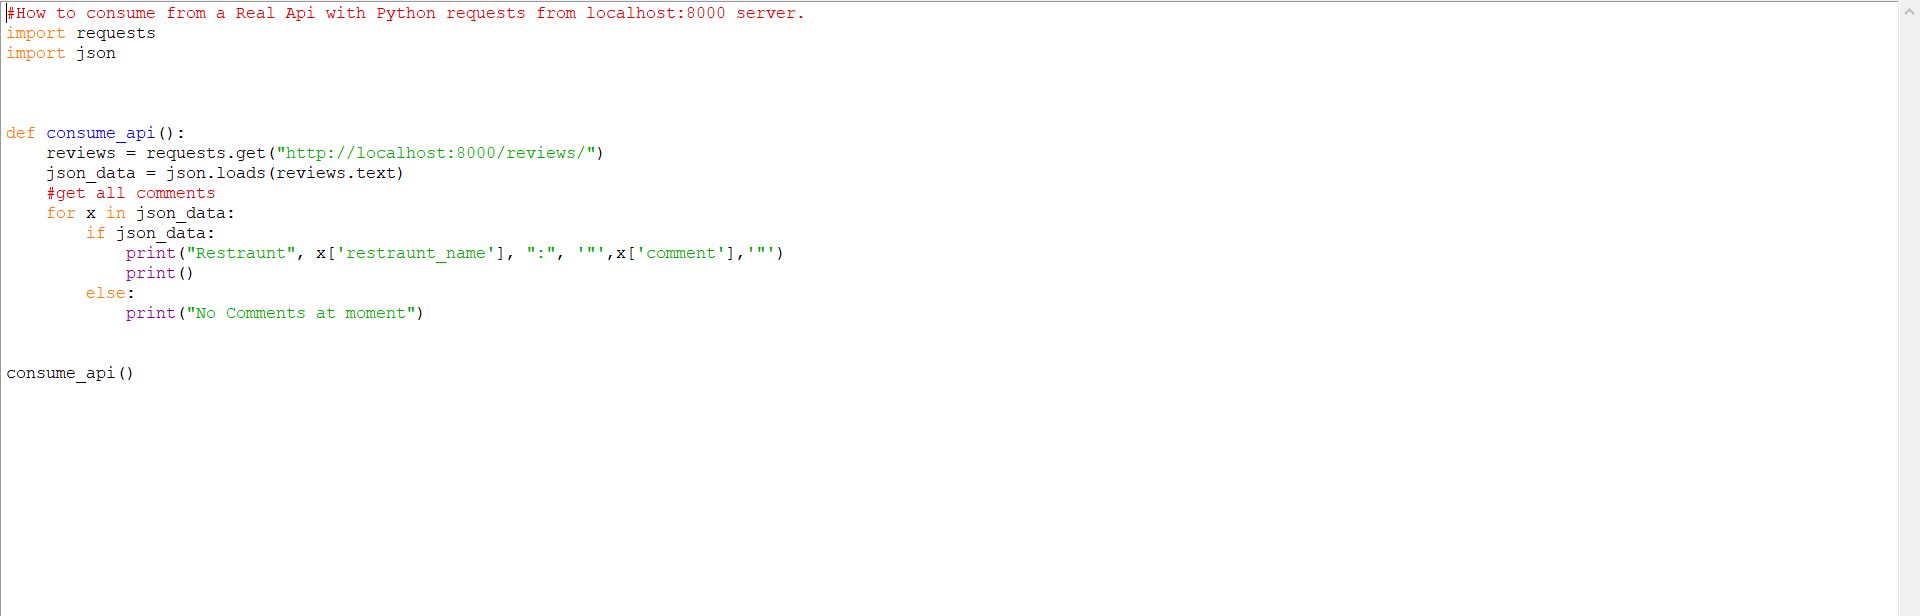 #How to consume from a Real Api with Python requests from localhost:8000 server.
import requests
import json
def consume_api():
    reviews = requests.get("http://localhost:8000/reviews/")
    json_data = json.loads(reviews.text)
    #get all comments
    for x in json_data:
        if json_data:
            print("Restraunt", x['restraunt_name'], ":", '"',x['comment'],'"')
            print()
        else:
            print("No Comments at moment")
consume_api()